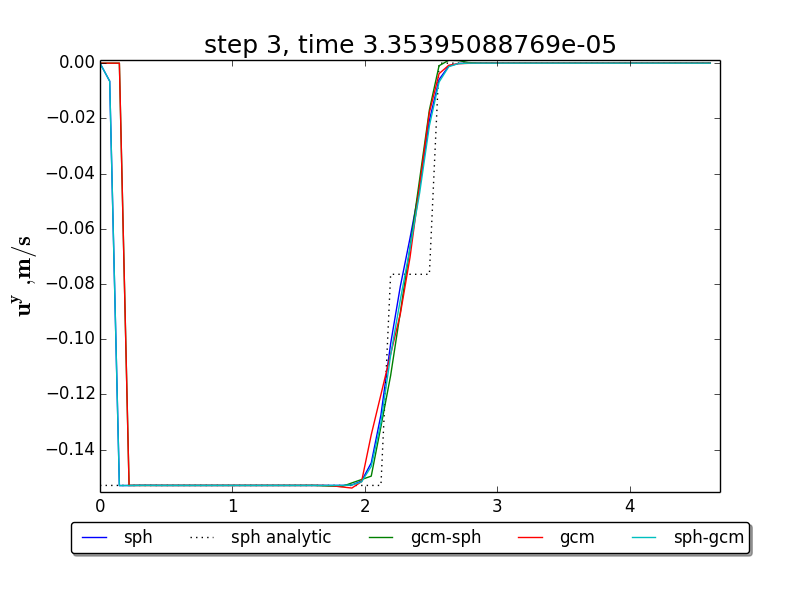 step 3, time 3.35395088769e-05
0.00
−0.02
−0.04
−0.06
−0.08
−0.10
−0.12
−0.14
u^y ,m/s
0 1 2 3 4
sph sph analytic gcm-sph gcm sph-gcm